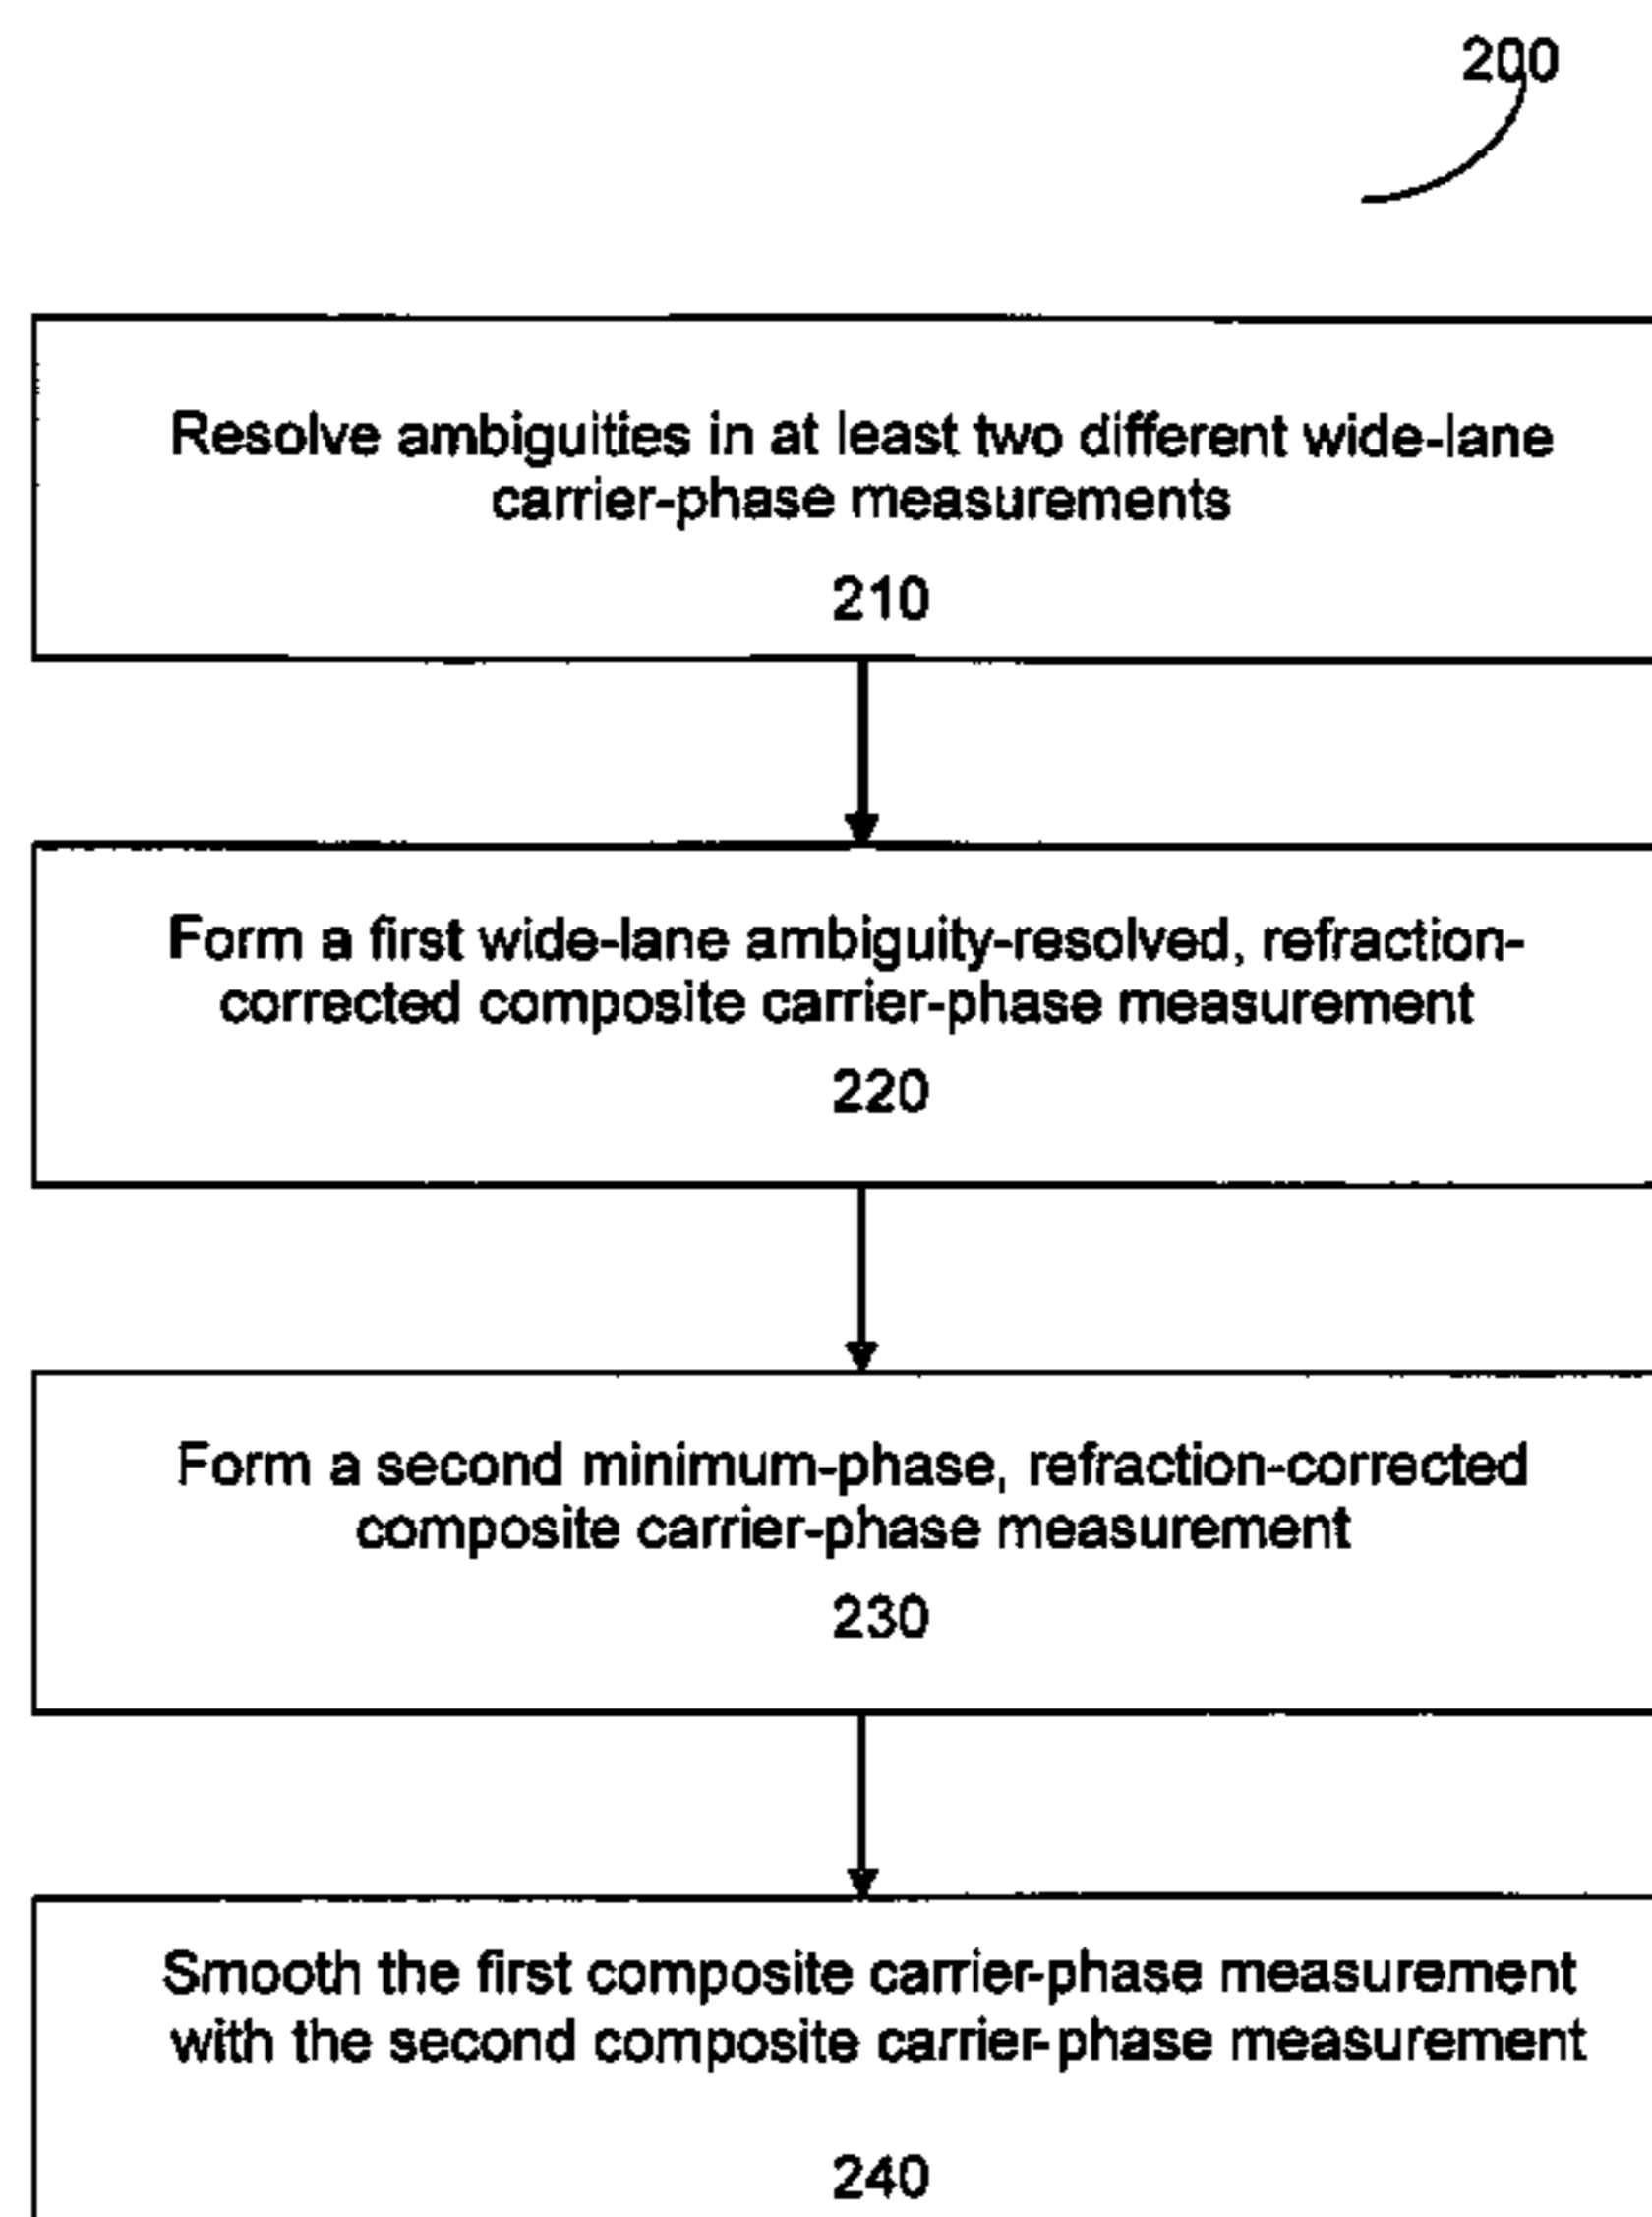 200
Resolve ambiguities in at least two different wide-lane
carrier-phase measurements
210
Form a first wide-lane ambiguity-resolved, refraction-
corrected composite carrier-phase measurement
220
Form a second minimum-phase, refraction-corrected
composite carrier-phase measurement
230
Smooth the first composite carrier-phase measurement
with the second composite carrier-phase measurement
240